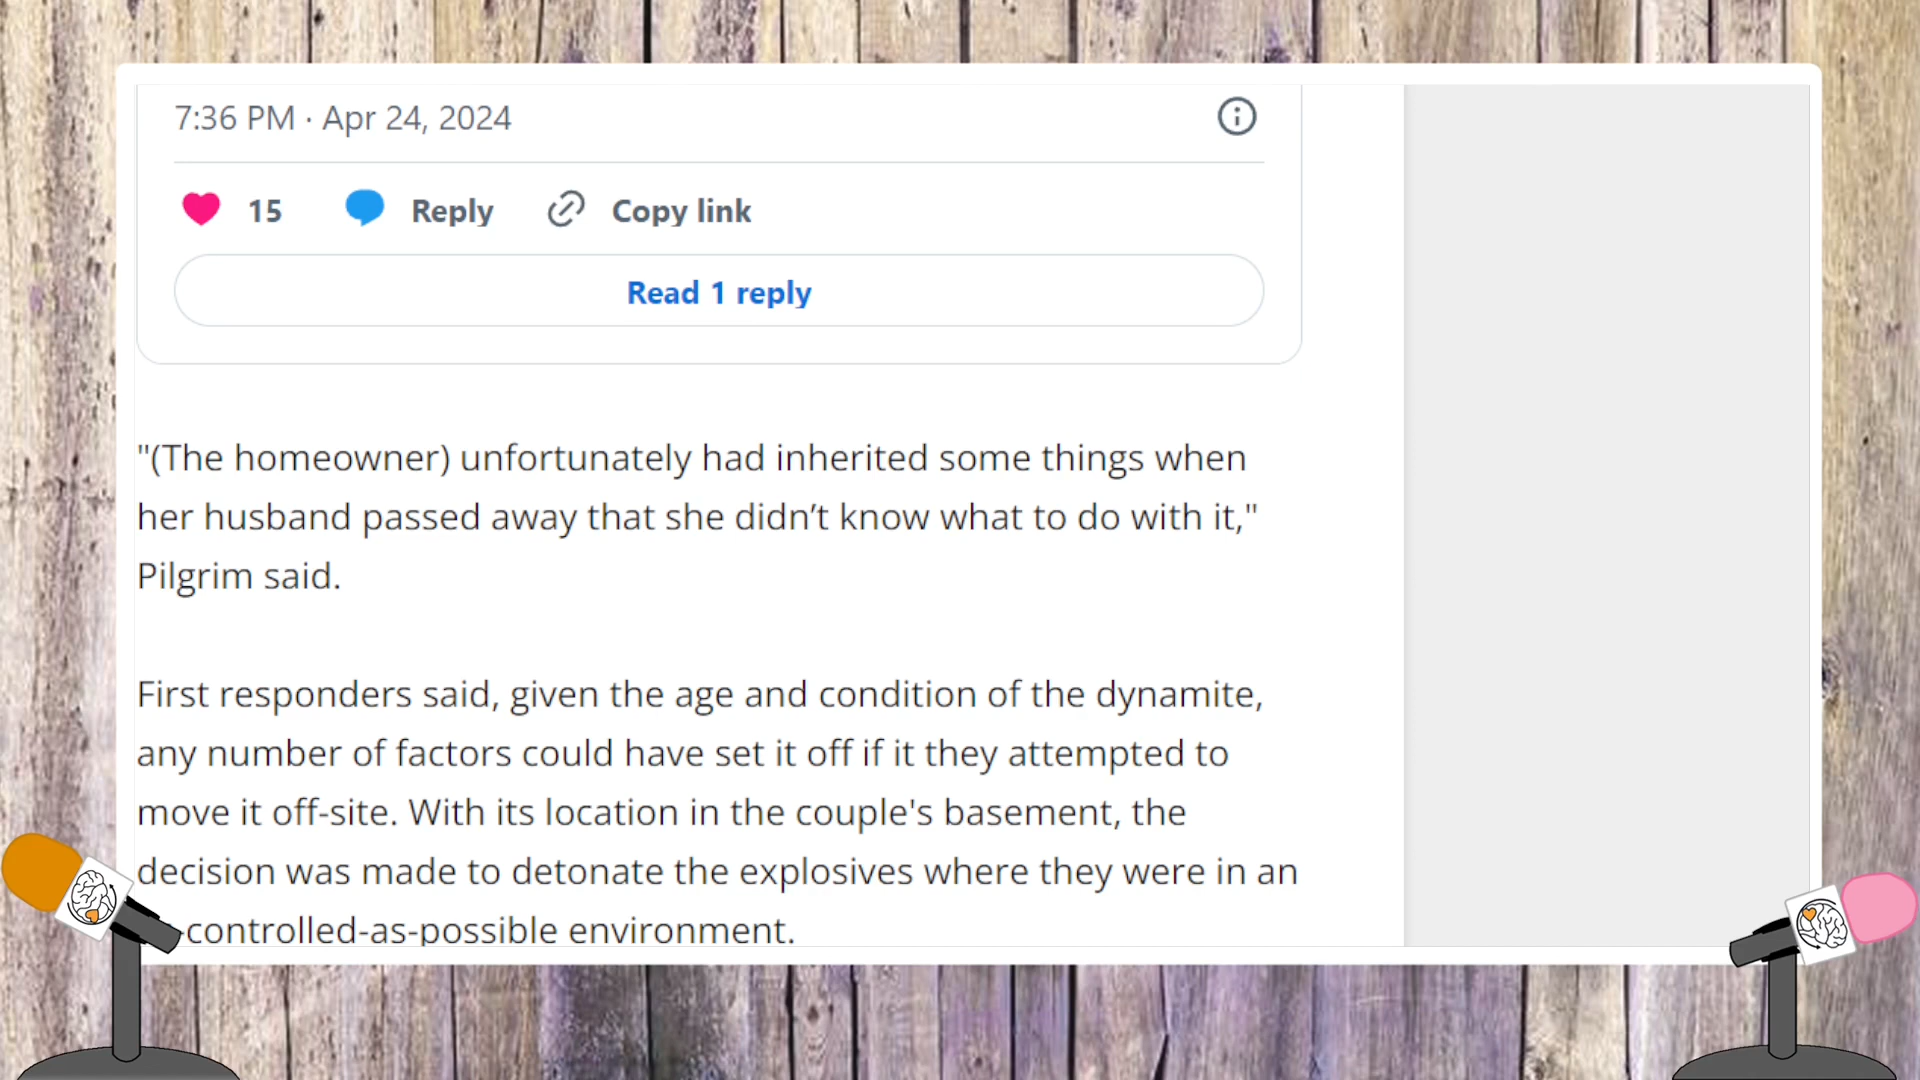 7:36 PM · Apr 24, 2024
15 Reply Copy link
Read 1 reply
"(The homeowner) unfortunately had inherited some things when
her husband passed away that she didn’t know what to do with it,"
Pilgrim said.
First responders said, given the age and condition of the dynamite,
any number of factors could have set it off if it they attempted to
move it off-site. With its location in the couple's basement, the
decision was made to detonate the explosives where they were in an
-controlled-as-possible environment.